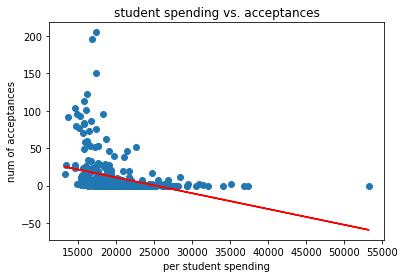 student spending vs. acceptances
num of acceptances
200
150
100
50
0
−50
15000 20000 25000 30000 35000 40000 45000 50000 55000
per student spending